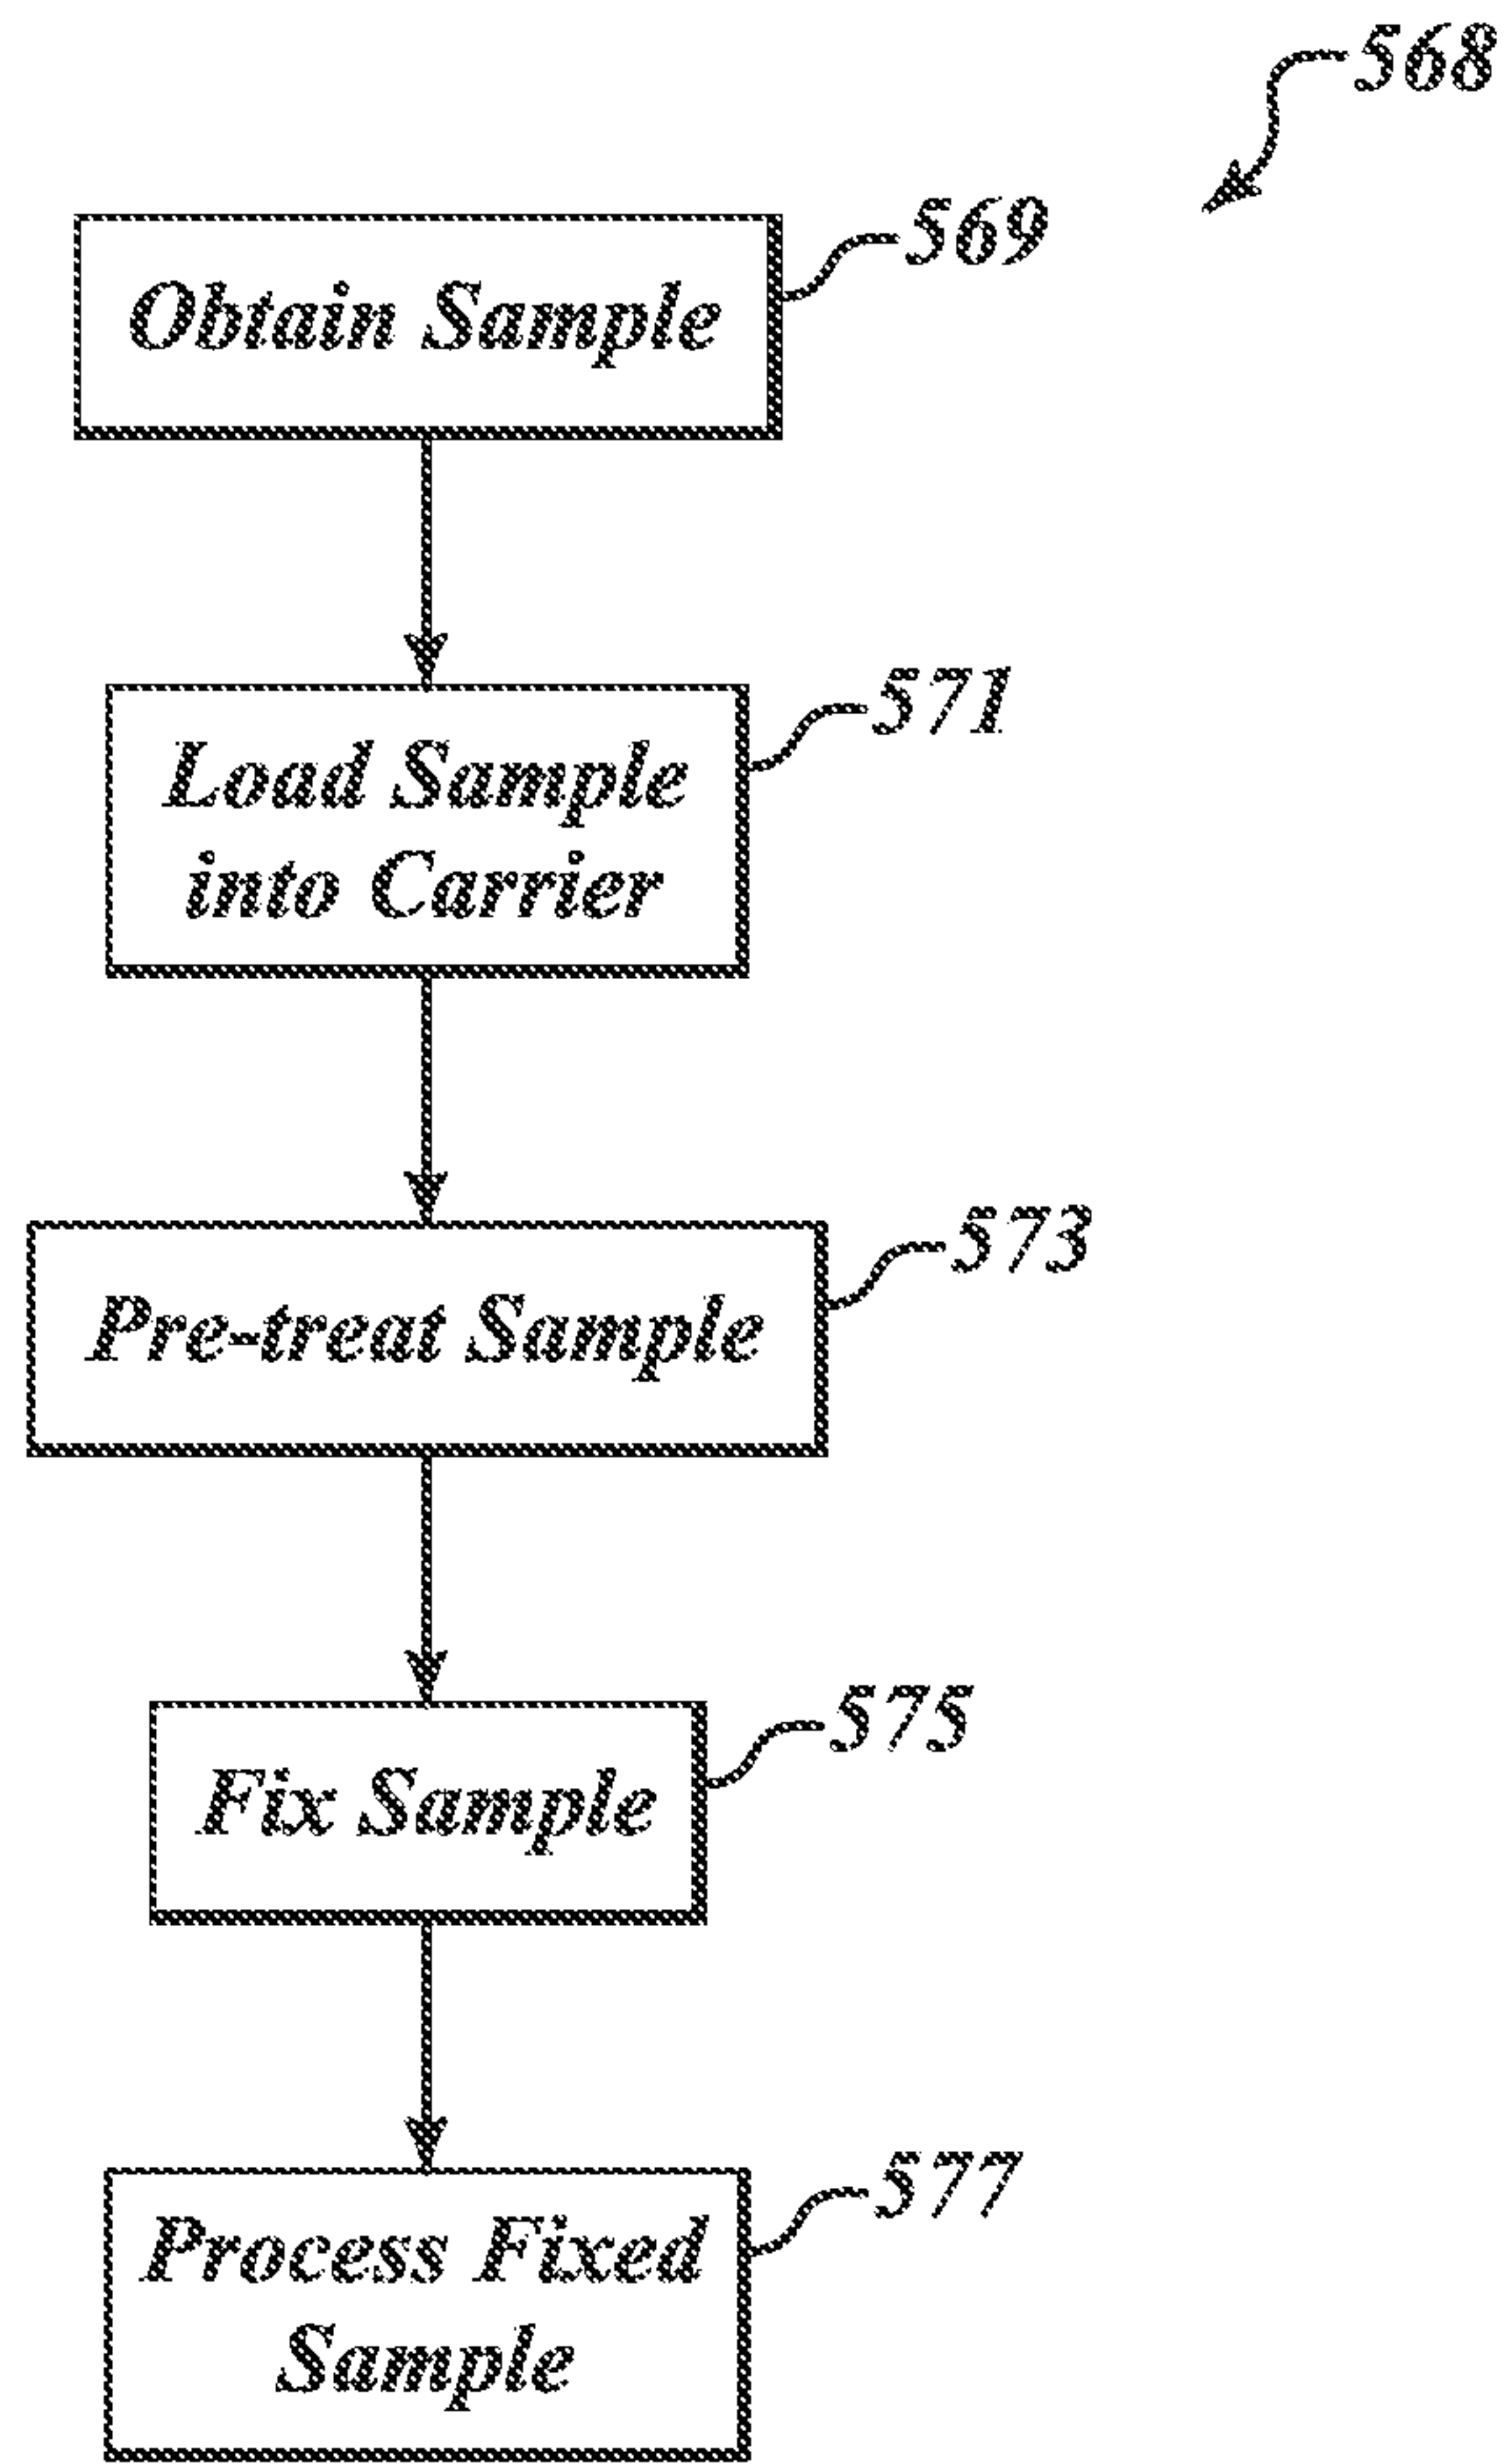 568
569
Obtain Sample
571
Load Sample
into Carrier
573
Pre-treat Sample
575
Fix Sample
577
Process Fixed
Sample